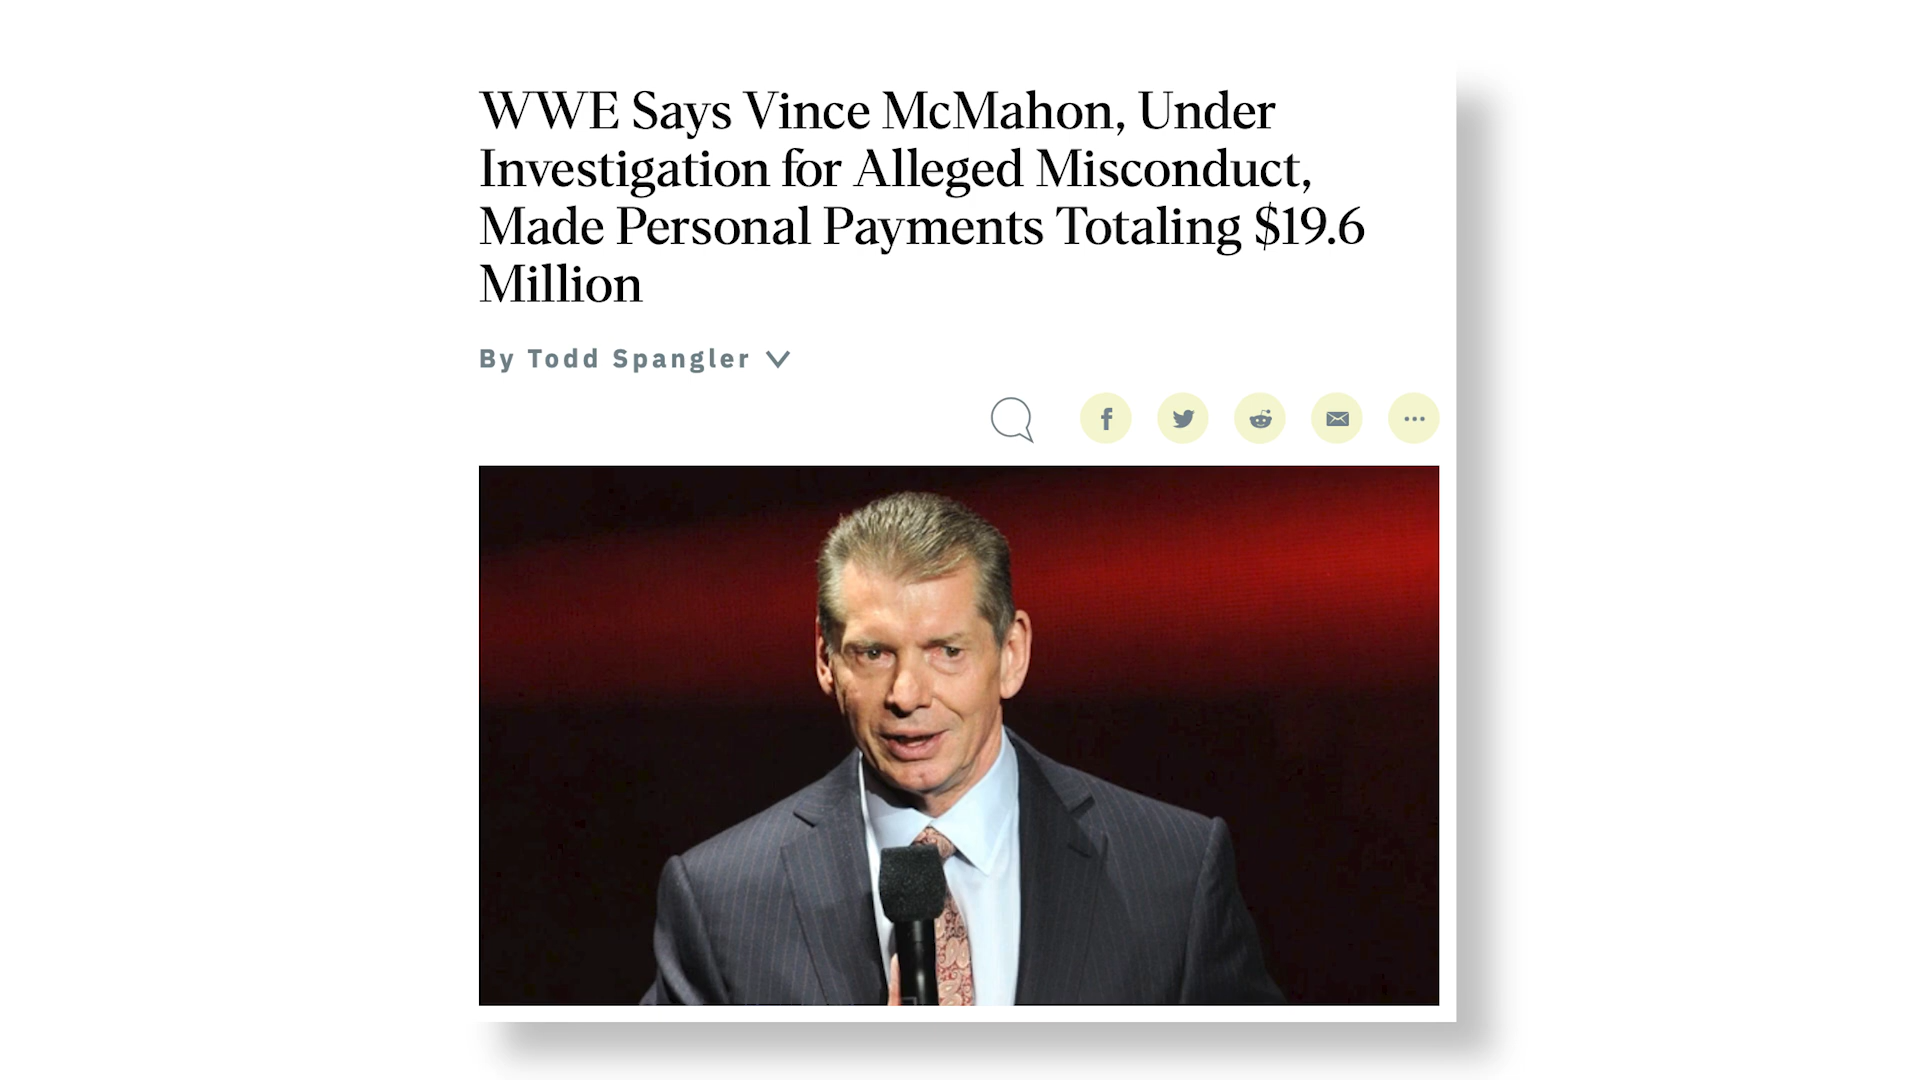 WWE Says Vince McMahon, Under
Investigation for Alleged Misconduct,
Made Personal Payments Totaling $19.6
Million
By Todd Spangler